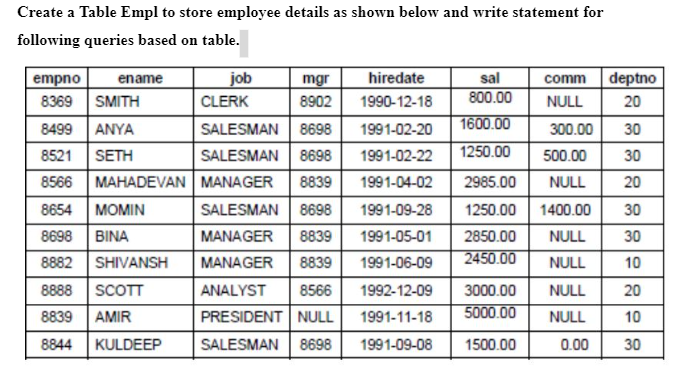 Create a Table Empl to store employee details as shown below and write statement for
following queries based on table.
empno ename job mgr hiredate sal comm deptno
8369 SMITH CLERK 8902 1990-12-18 800.00 NULL 20
8499 ANYA SALESMAN 8698 1991-02-20 1600.00 300.00 30
8521 SETH SALESMAN 8698 1991-02-22 1250.00 500.00 30
8566 MAHADEVAN MANAGER 8839 1991-04-02 2985.00 NULL 20
8654 MOMIN SALESMAN 8698 1991-09-28 1250.00 1400.00 30
8698 BINA MANAGER 8839 1991-05-01 2850.00 NULL 30
8882 SHIVANSH MANAGER 8839 1991-06-09 2450.00 NULL 10
8888 SCOTT ANALYST 8566 1992-12-09 3000.00 NULL 20
8839 AMIR PRESIDENT NULL 1991-11-18 5000.00 NULL 10
8844 KULDEEP SALESMAN 8698 1991-09-08 1500.00 0.00 30